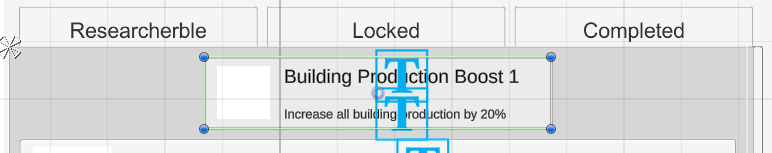 Researcherble Locked Completed
Building Production Boost 1
Increase all building production by 20%
T
T
T